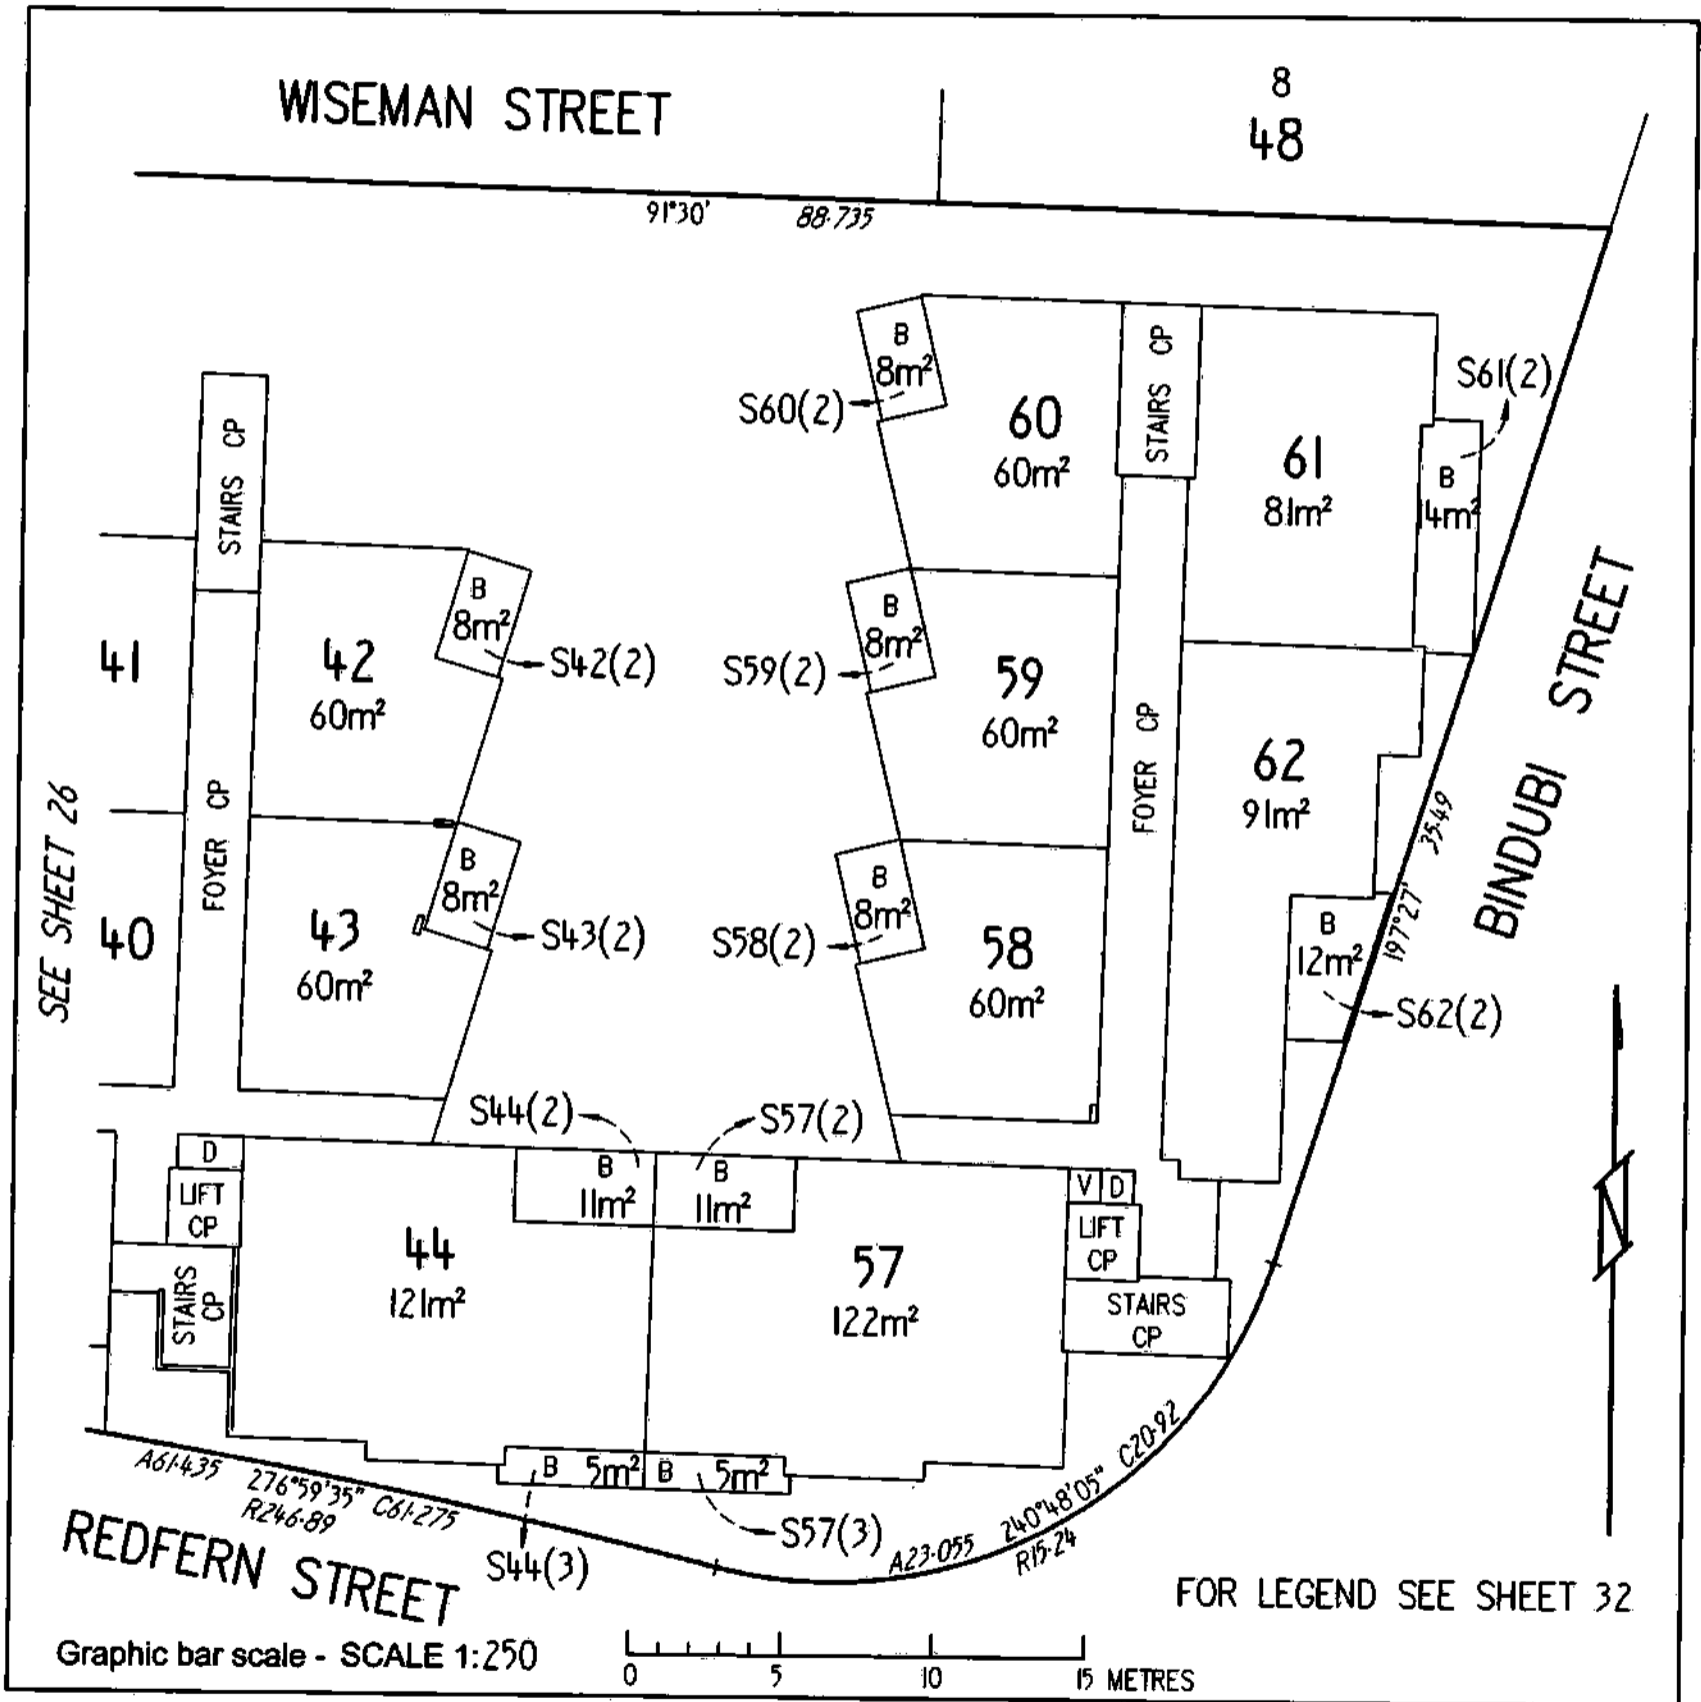 WISEMAN STREET
8
48
91°30' 88·735
B
8m²
S60(2)
60
60m²
STAIRS CP
61
81m²
S61(2)
B
14m²
STAIRS CP
41
42
60m²
B
8m²
S42(2)
B
8m²
S59(2)
59
60m²
FOYER CP
62
91m²
BINDUBI STREET
197°27' 35·49
SEE SHEET 26
FOYER CP
40
43
60m²
B
8m²
S43(2)
B
8m²
S58(2)
58
60m²
B
12m²
S62(2)
S44(2)
S57(2)
D
LIFT
CP
STAIRS
CP
B
11m²
B
11m²
44
121m²
57
122m²
V D
LIFT
CP
STAIRS
CP
B 5m²
B 5m²
S44(3)
S57(3)
A61·435 276°59'35" C61·275
R246·89
A23·055 240°48'05" C20·92
R15·24
REDFERN STREET
FOR LEGEND SEE SHEET 32
Graphic bar scale - SCALE 1:250
0 5 10 15 METRES